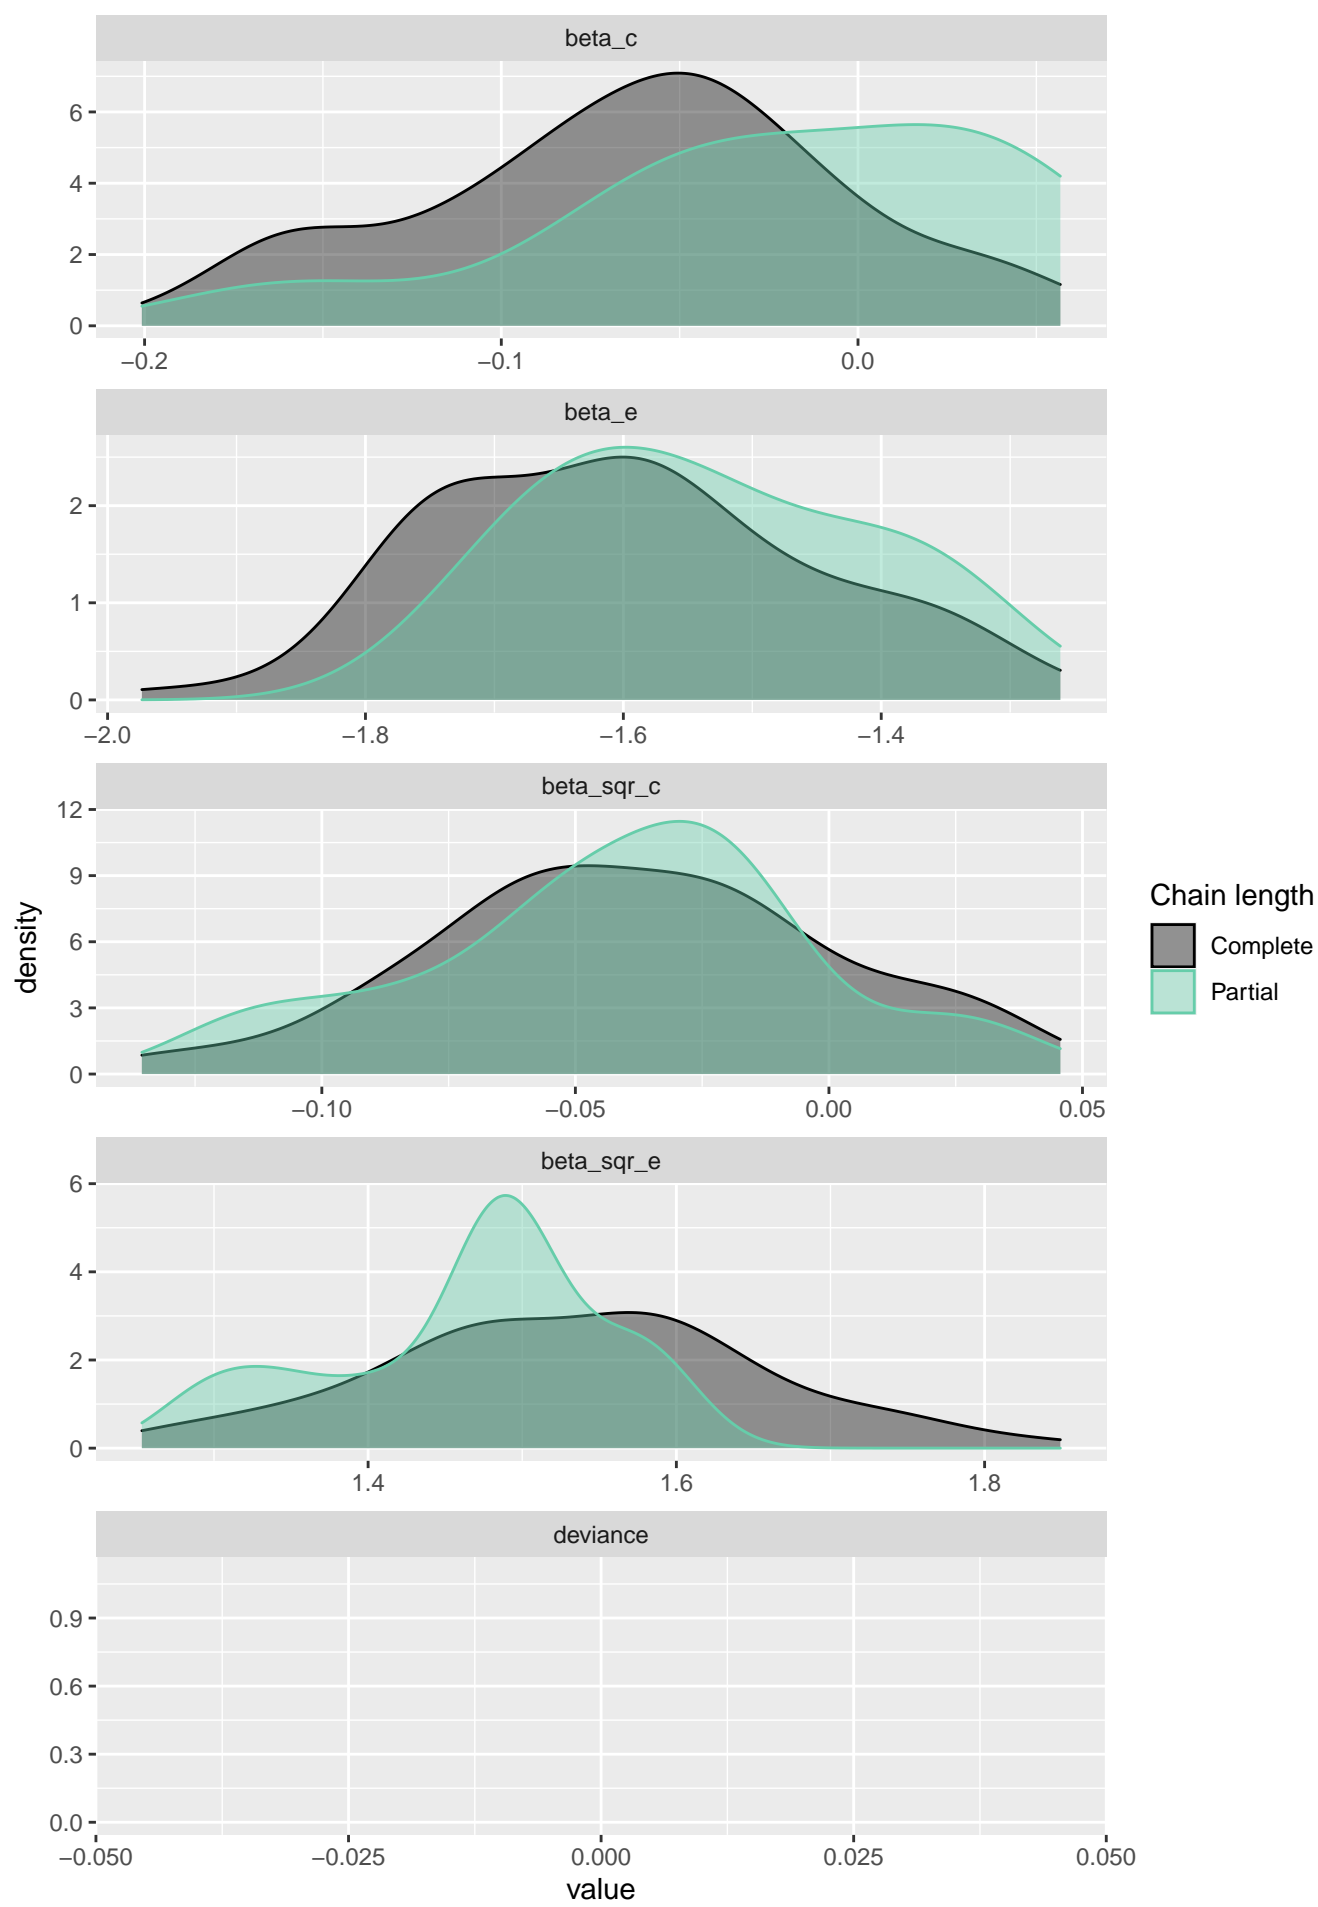 beta_c
6
4
2
0
−0.2 −0.1 0.0
beta_e
2
1
0
−2.0 −1.8 −1.6 −1.4
beta_sqr_c
12
9
6
3
0
−0.10 −0.05 0.00 0.05
density
beta_sqr_e
6
4
2
0
1.4 1.6 1.8
deviance
0.9
0.6
0.3
0.0
−0.050 −0.025 0.000 0.025 0.050
value
Chain length
Complete
Partial